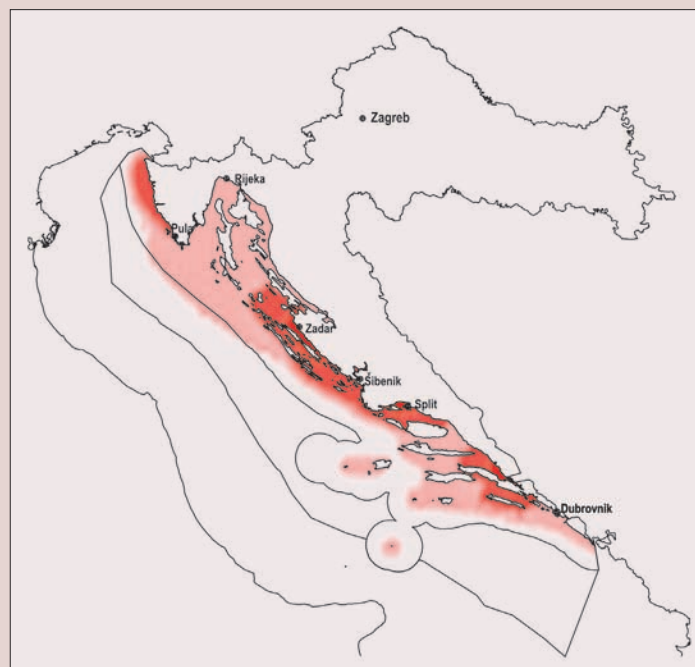 Zagreb
Rijeka
Pula
Zadar
Šibenik
Split
Dubrovnik